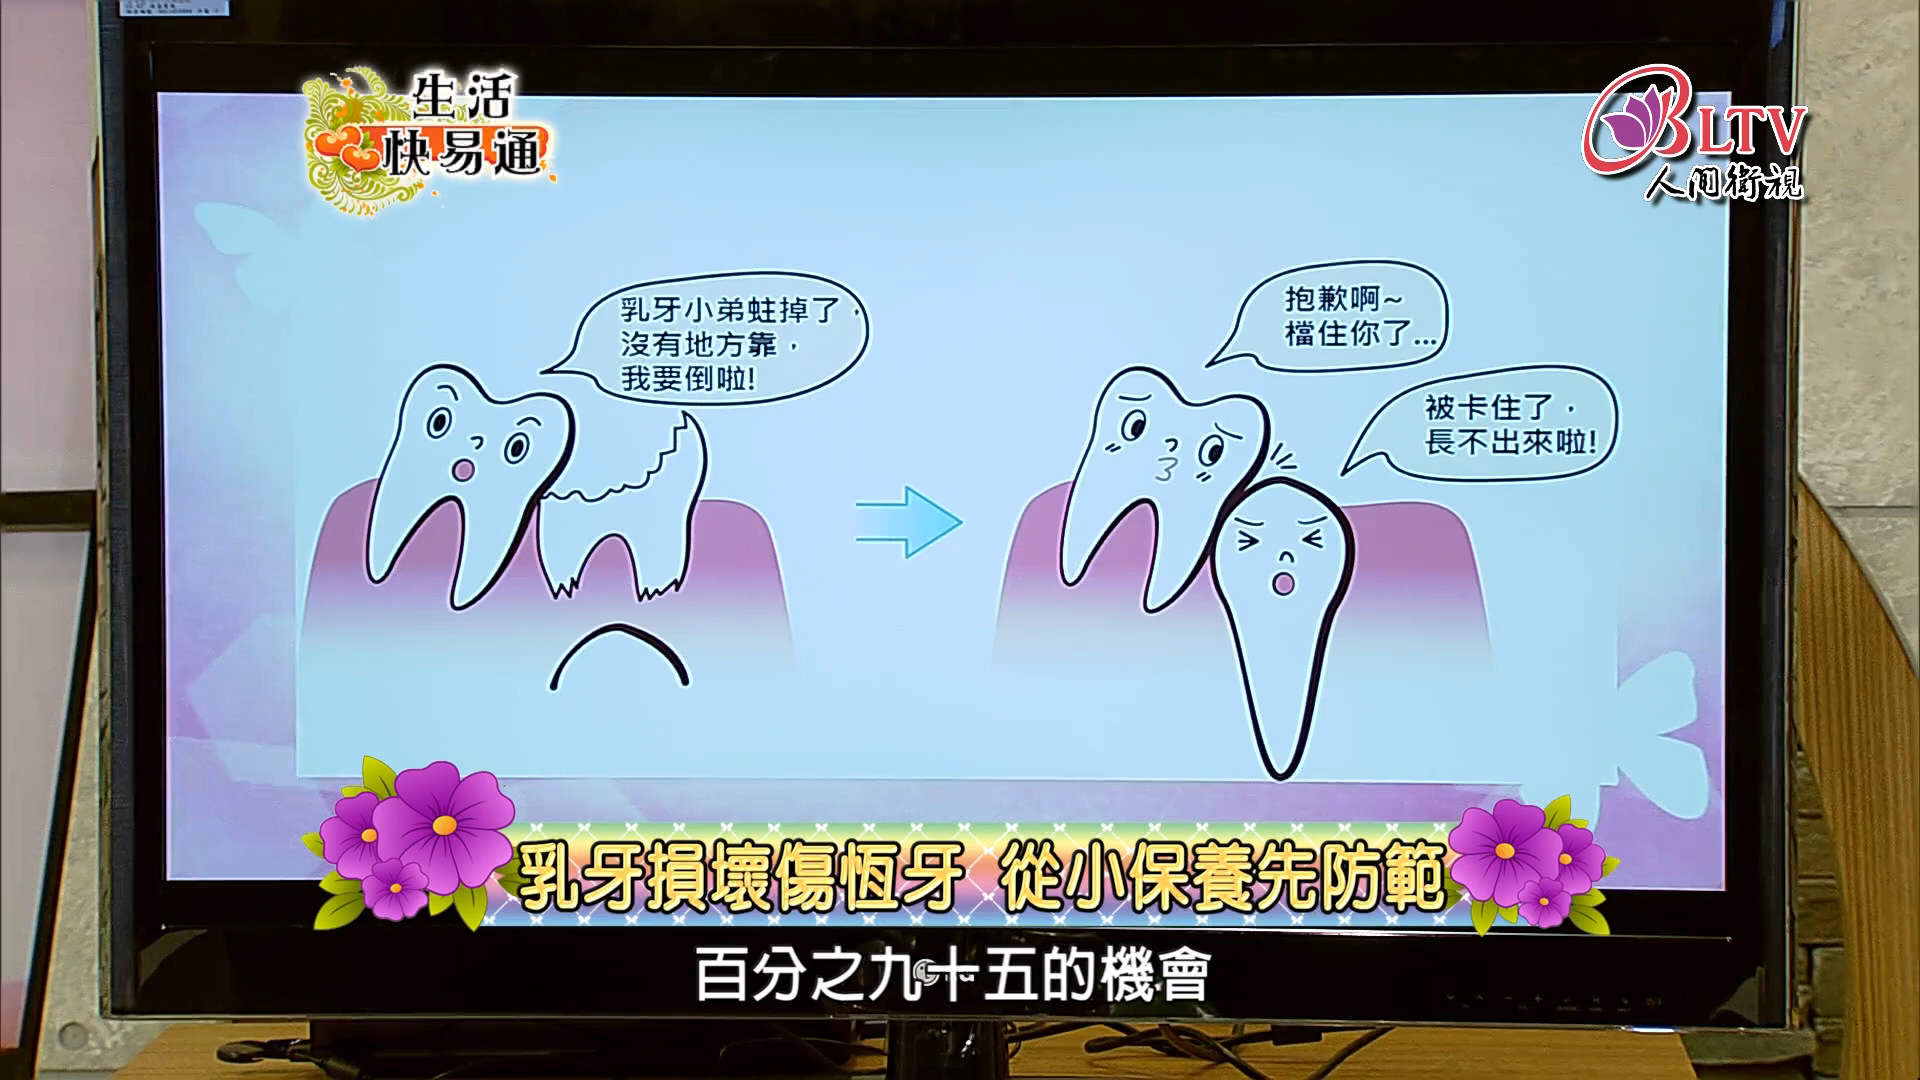 生活
快易通
BLTV
人間衛視
乳牙小弟蛀掉了，
沒有地方靠，
我要倒啦!
抱歉啊~
檔住你了...
被卡住了，
長不出來啦!
乳牙損壞傷恆牙 從小保養先防範
百分之九十五的機會